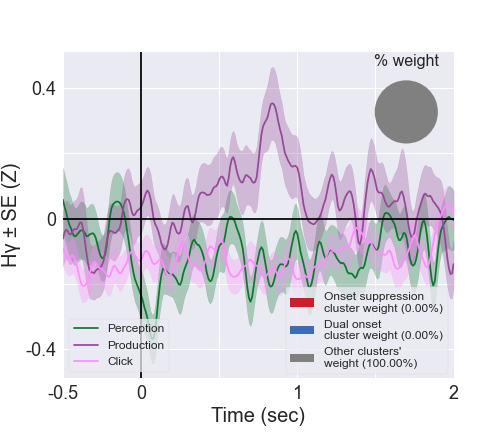 % weight
Hγ ± SE (Z)
0.4
0
-0.4
Perception
Production
Click
Onset suppression
cluster weight (0.00%)
Dual onset
cluster weight (0.00%)
Other clusters'
weight (100.00%)
-0.5 0 1 2
Time (sec)